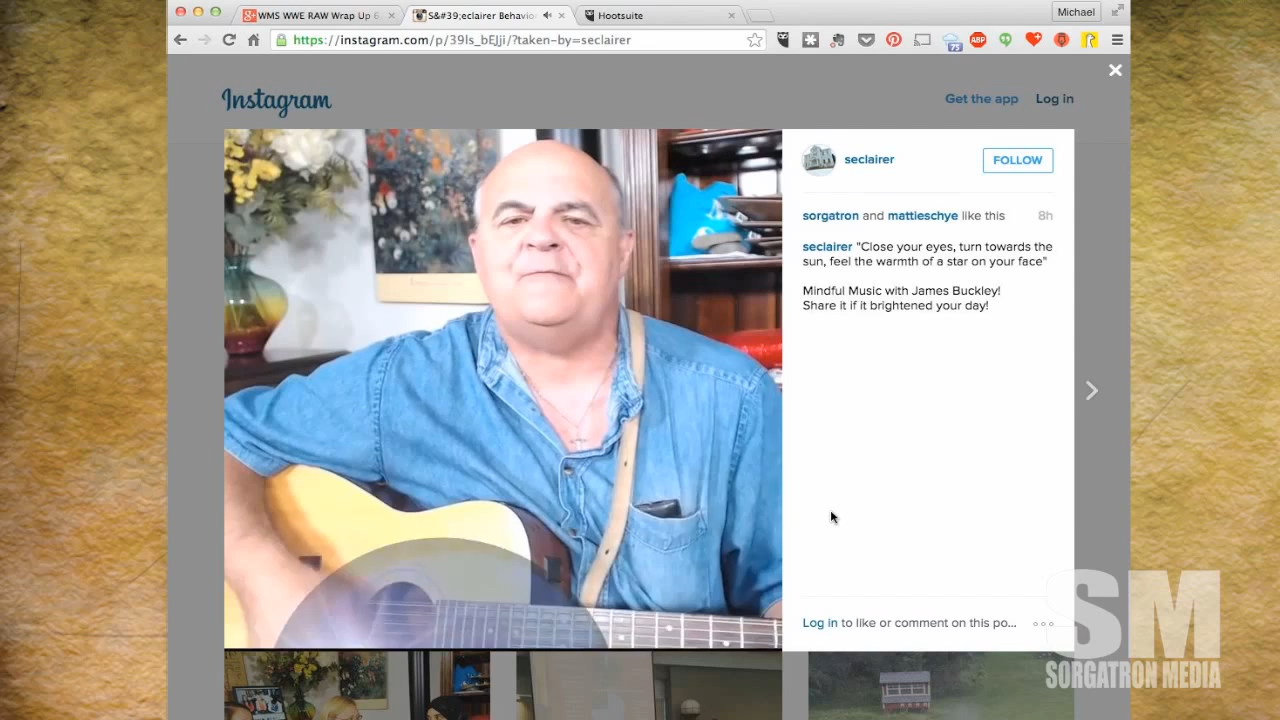 WMS WWE RAW Wrap Up 6
S&#39;eclairer Behavio
Hootsuite
Michael
https://instagram.com/p/39ls_bEJji/?taken-by=seclairer
75
ABP
Instagram
Get the app
Log in
seclairer
FOLLOW
sorgatron and mattieschye like this
8h
seclairer "Close your eyes, turn towards the
sun, feel the warmth of a star on your face"
Mindful Music with James Buckley!
Share it if it brightened your day!
Log in to like or comment on this po...
SM
SORGATRON MEDIA